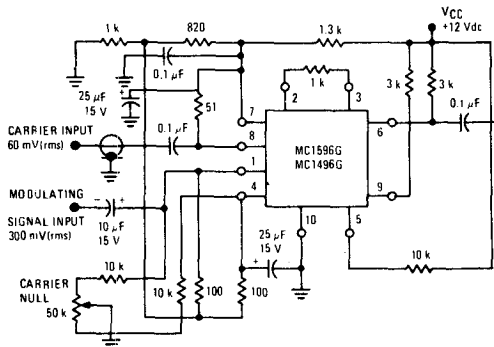 1 k
820
1.3 k
VCC
+12 Vdc
0.1 µF
25 µF
15 V
51
1 k
2
3
3 k
3 k
0.1 µF
CARRIER INPUT
60 mV(rms)
0.1 µF
7
8
1
4
MC1596G
MC1496G
6
9
10
5
MODULATING
SIGNAL INPUT
300 mV(rms)
10 µF
15 V
25 µF
15 V
10 k
CARRIER
NULL
50 k
10 k
10 k
100
100